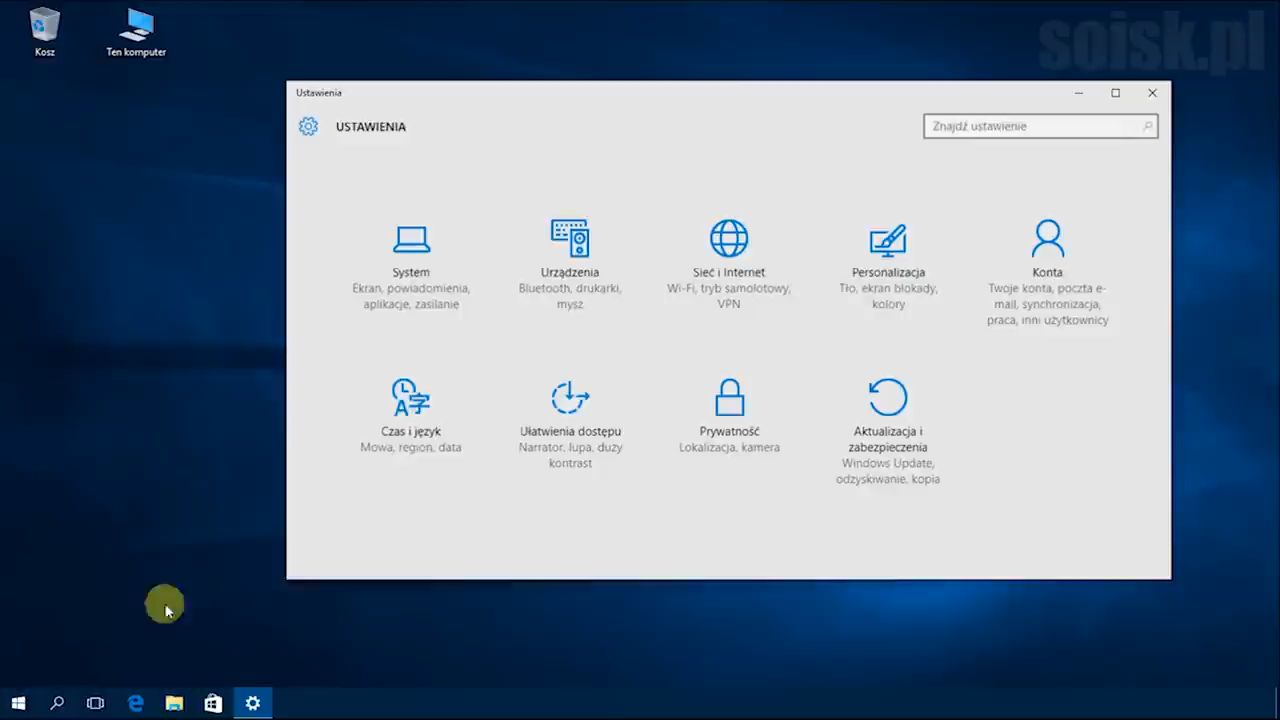 soisk.pl
Kosz
Ten komputer
Ustawienia
USTAWIENIA
Znajdź ustawienie
System
Ekran, powiadomienia,
aplikacje, zasilanie
Urządzenia
Bluetooth, drukarki,
mysz
Sieć i Internet
Wi-Fi, tryb samolotowy,
VPN
Personalizacja
Tło, ekran blokady,
kolory
Konta
Twoje konta, poczta e-
mail, synchronizacja,
praca, inni użytkownicy
Czas i język
Mowa, region, data
Ułatwienia dostępu
Narrator, lupa, duży
kontrast
Prywatność
Lokalizacja, kamera
Aktualizacja i
zabezpieczenia
Windows Update,
odzyskiwanie, kopia